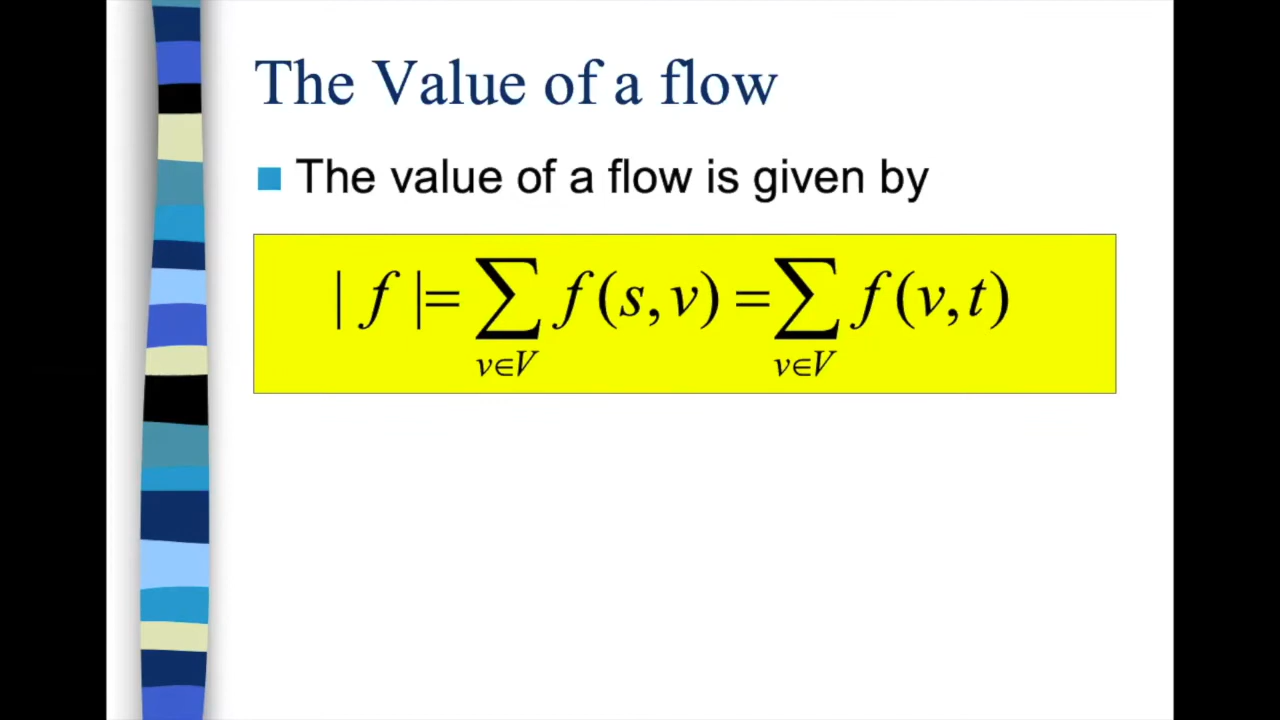 The Value of a flow
The value of a flow is given by
| f |= ∑ f (s, v) = ∑ f (v, t)
v∈V v∈V